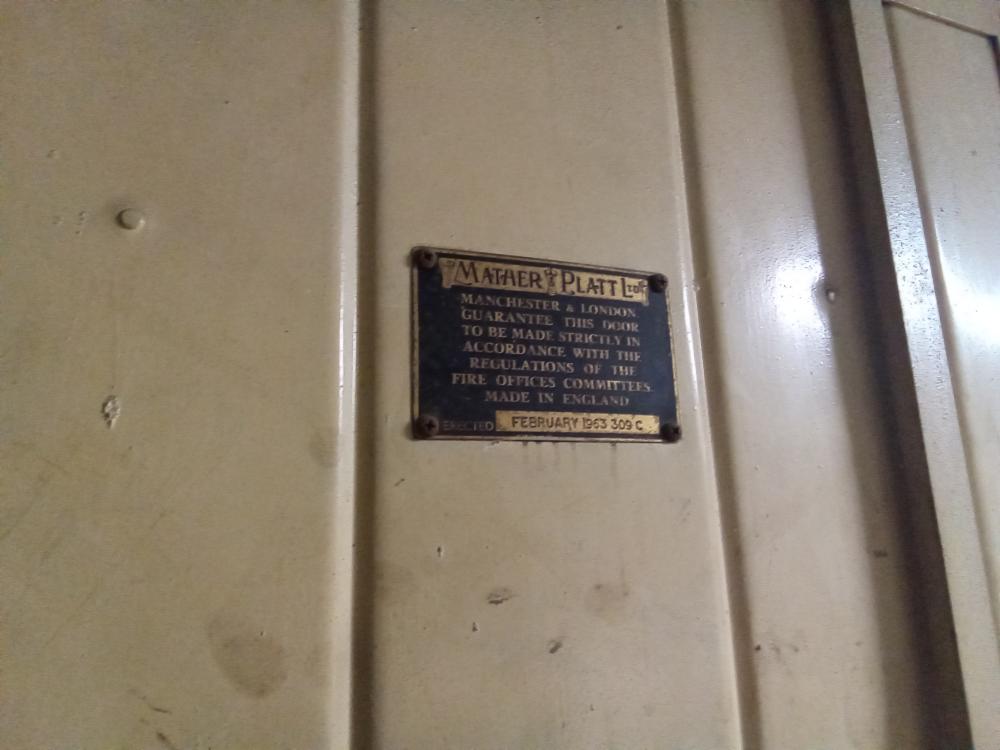 MATHER & PLATT LTD
MANCHESTER & LONDON
GUARANTEE THIS DOOR
TO BE MADE STRICTLY IN
ACCORDANCE WITH THE
REGULATIONS OF THE
FIRE OFFICES COMMITTEES
MADE IN ENGLAND
ERECTED FEBRUARY 1963 309 C